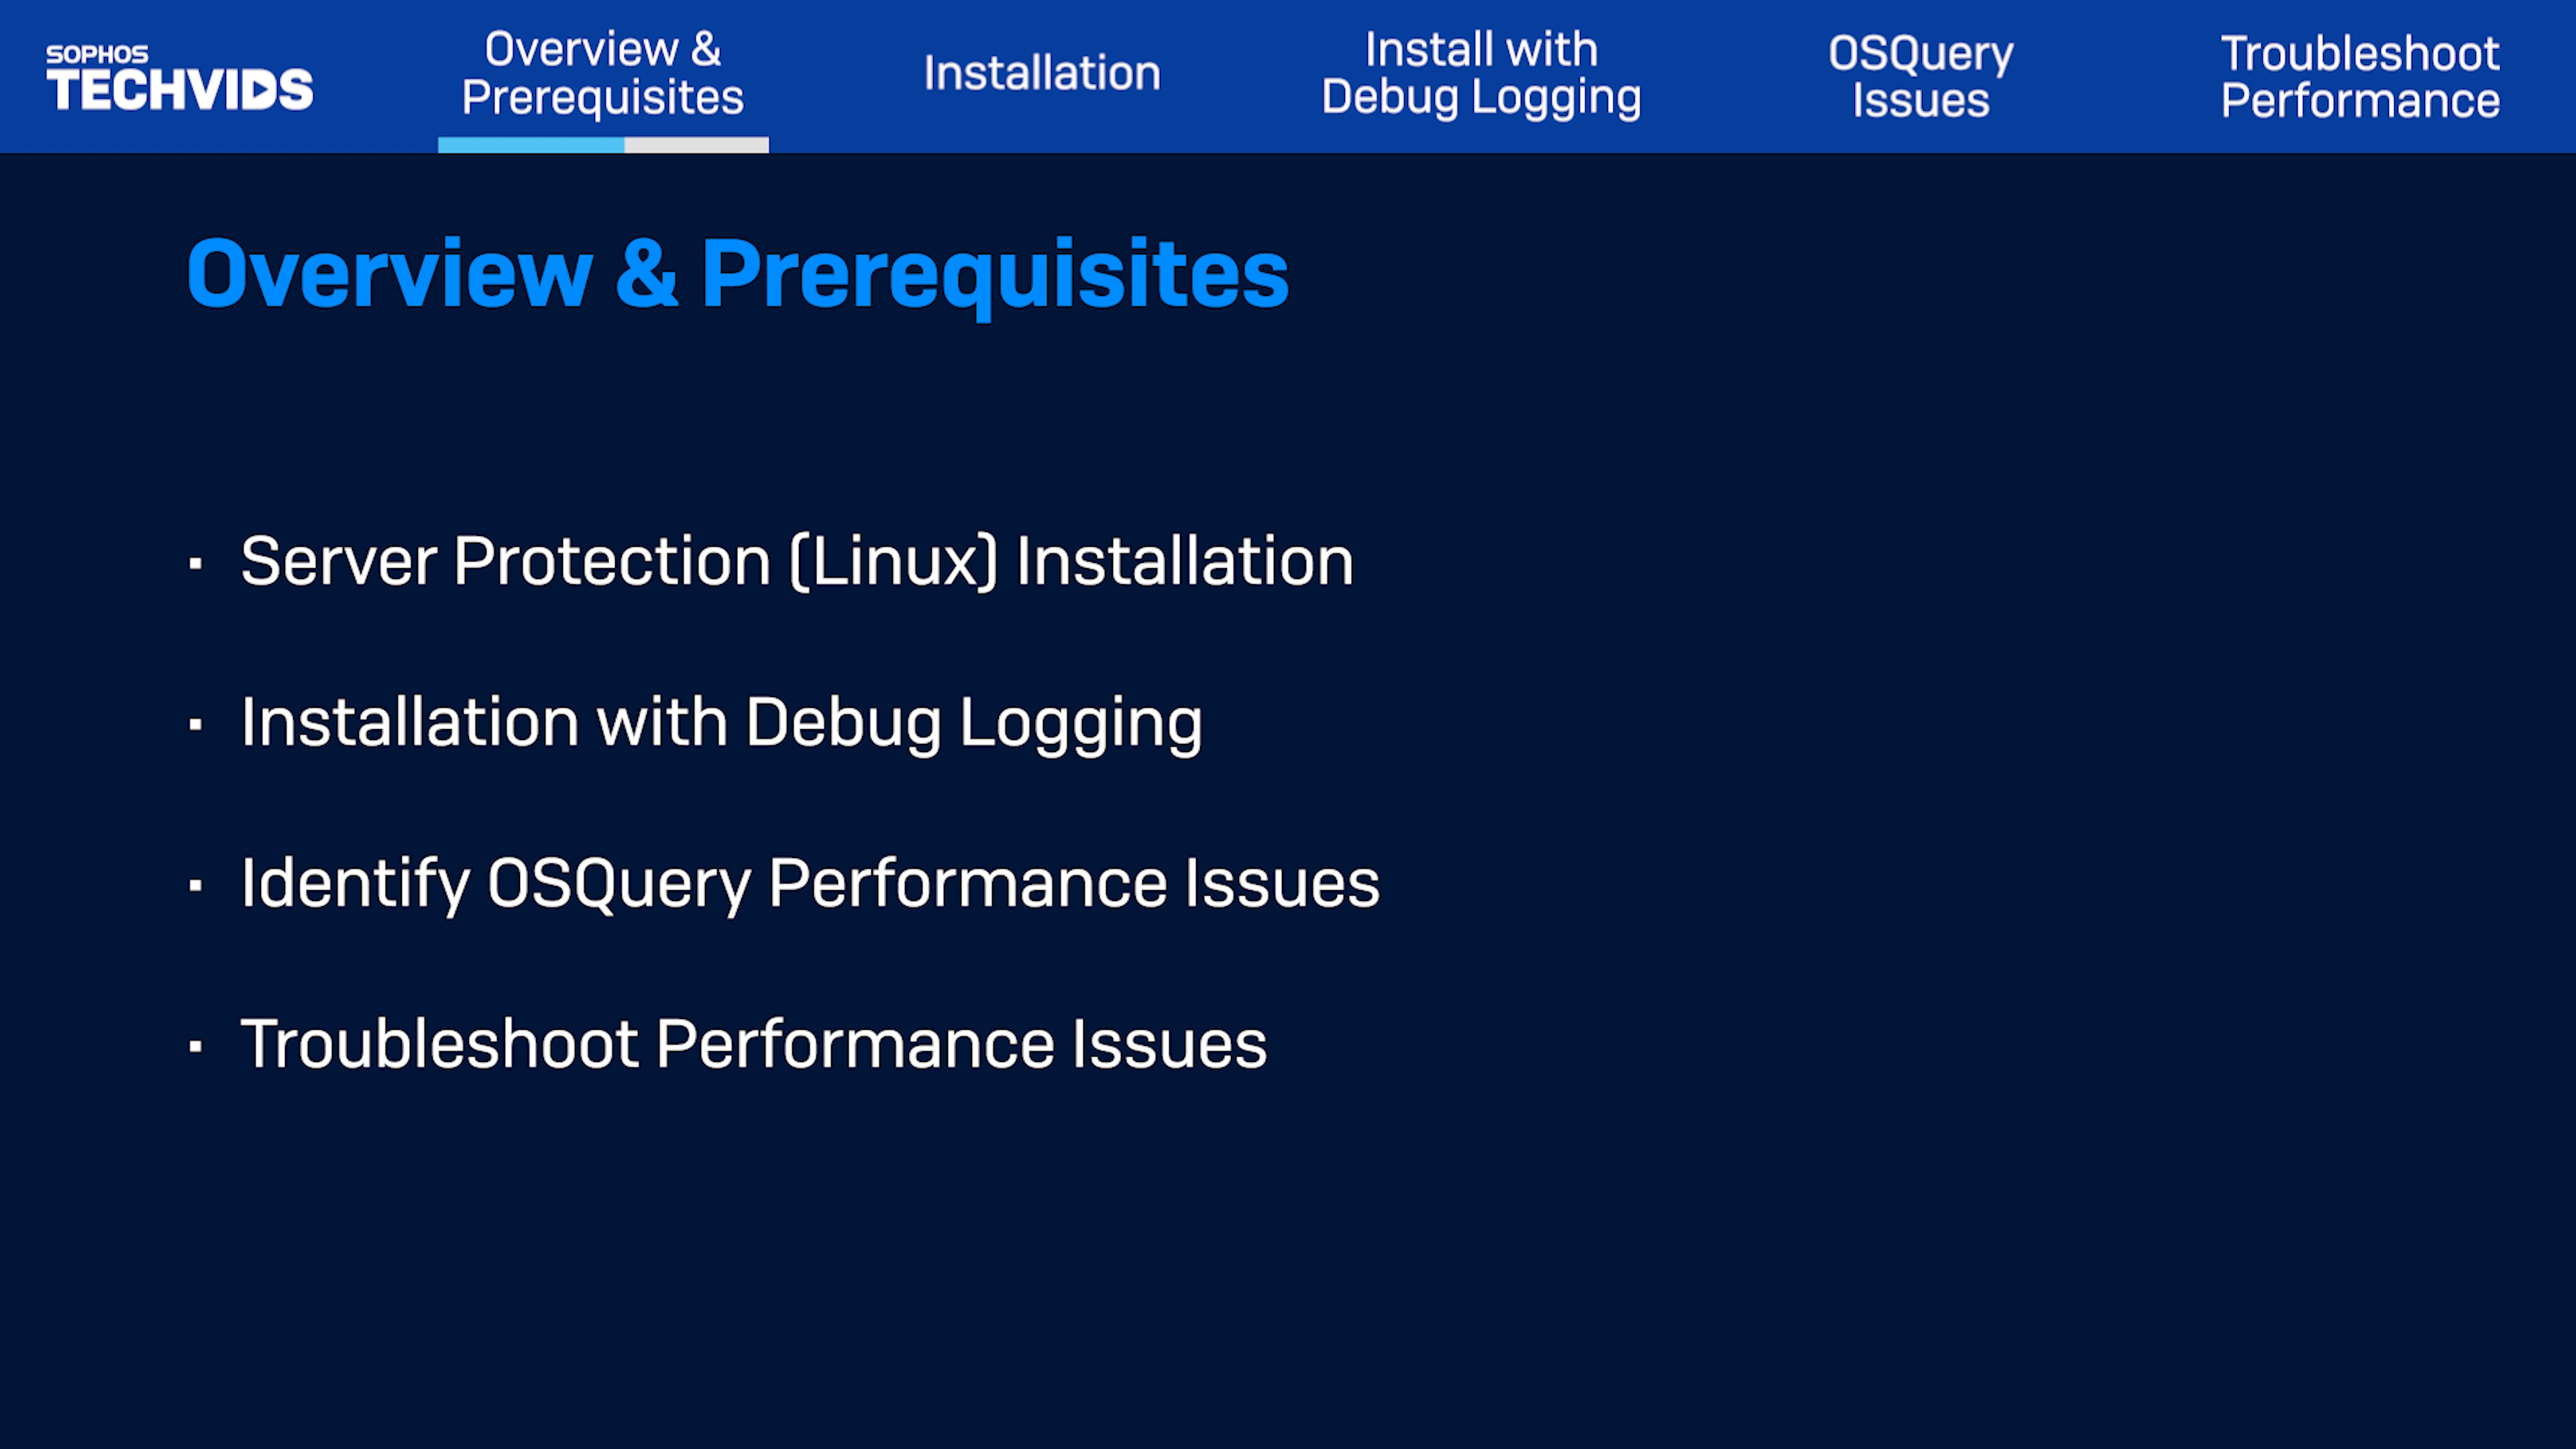 SOPHOS
TECHVIDS
Overview &
Prerequisites
Installation
Install with
Debug Logging
OSQuery
Issues
Troubleshoot
Performance
Overview & Prerequisites
▪ Server Protection (Linux) Installation
▪ Installation with Debug Logging
▪ Identify OSQuery Performance Issues
▪ Troubleshoot Performance Issues